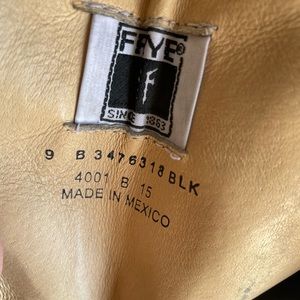 FRYE®
SINCE 1863
9 B 3476318 BLK
4001 B 15
MADE IN MEXICO